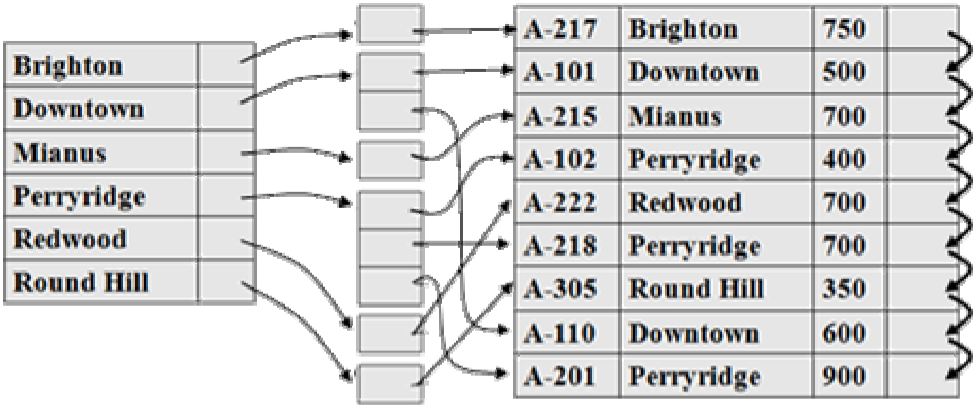 Brighton
Downtown
Mianus
Perryridge
Redwood
Round Hill
A-217 Brighton 750
A-101 Downtown 500
A-215 Mianus 700
A-102 Perryridge 400
A-222 Redwood 700
A-218 Perryridge 700
A-305 Round Hill 350
A-110 Downtown 600
A-201 Perryridge 900